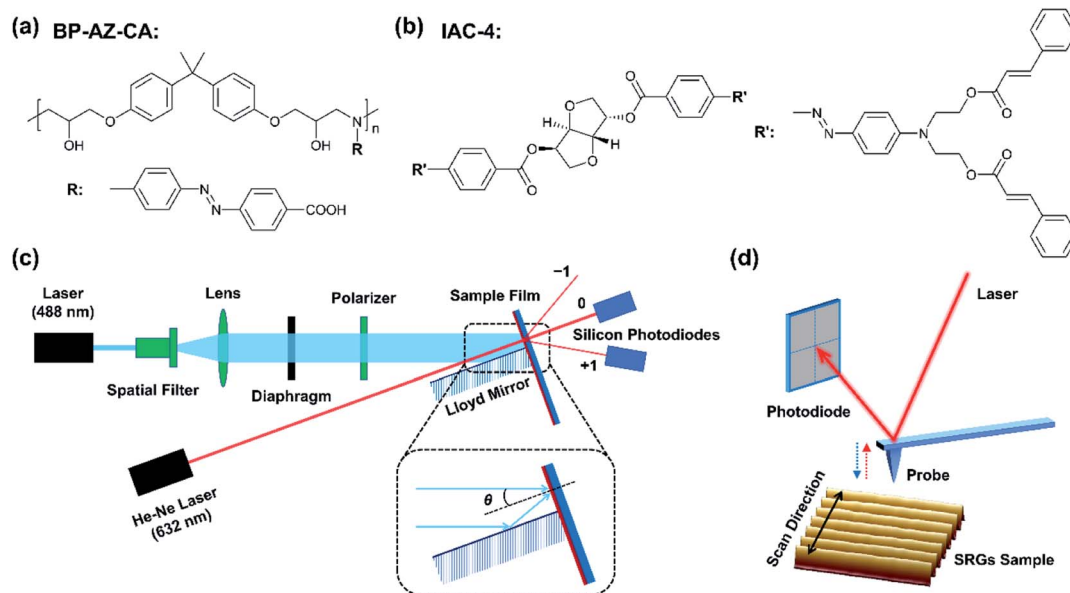 (a) BP-AZ-CA:
O
O
OH
OH
N
n
R
R:
N
N
COOH
(b) IAC-4:
O
O
O
R'
H
H
O
O
R'
O
R':
N
N
N
O
O
O
O
(c)
Laser
(488 nm)
Lens
Polarizer
Sample Film
−1
0
Silicon Photodiodes
+1
Spatial Filter
Diaphragm
Lloyd Mirror
He-Ne Laser
(632 nm)
θ
(d)
Laser
Photodiode
Probe
Scan Direction
SRGs Sample